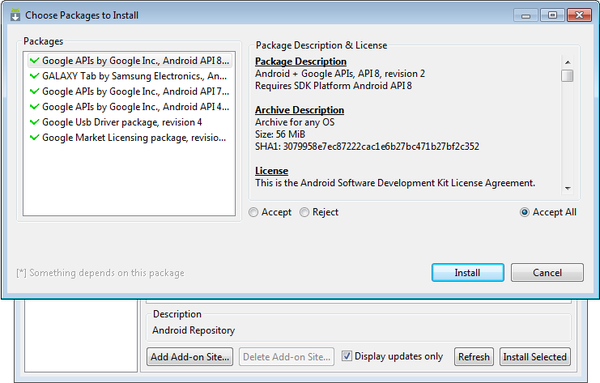 Choose Packages to Install
Packages
Google APIs by Google Inc., Android API 8...
GALAXY Tab by Samsung Electronics., An...
Google APIs by Google Inc., Android API 7...
Google APIs by Google Inc., Android API 4...
Google Usb Driver package, revision 4
Google Market Licensing package, revisio...
Package Description & License
Package Description
Android + Google APIs, API 8, revision 2
Requires SDK Platform Android API 8
Archive Description
Archive for any OS
Size: 56 MiB
SHA1: 3079958e7ec87222cac1e6b27bc471b27bf2c352
License
This is the Android Software Development Kit License Agreement.
Accept Reject Accept All
[*] Something depends on this package
Install Cancel
Description
Android Repository
Add Add-on Site... Delete Add-on Site... Display updates only Refresh Install Selected